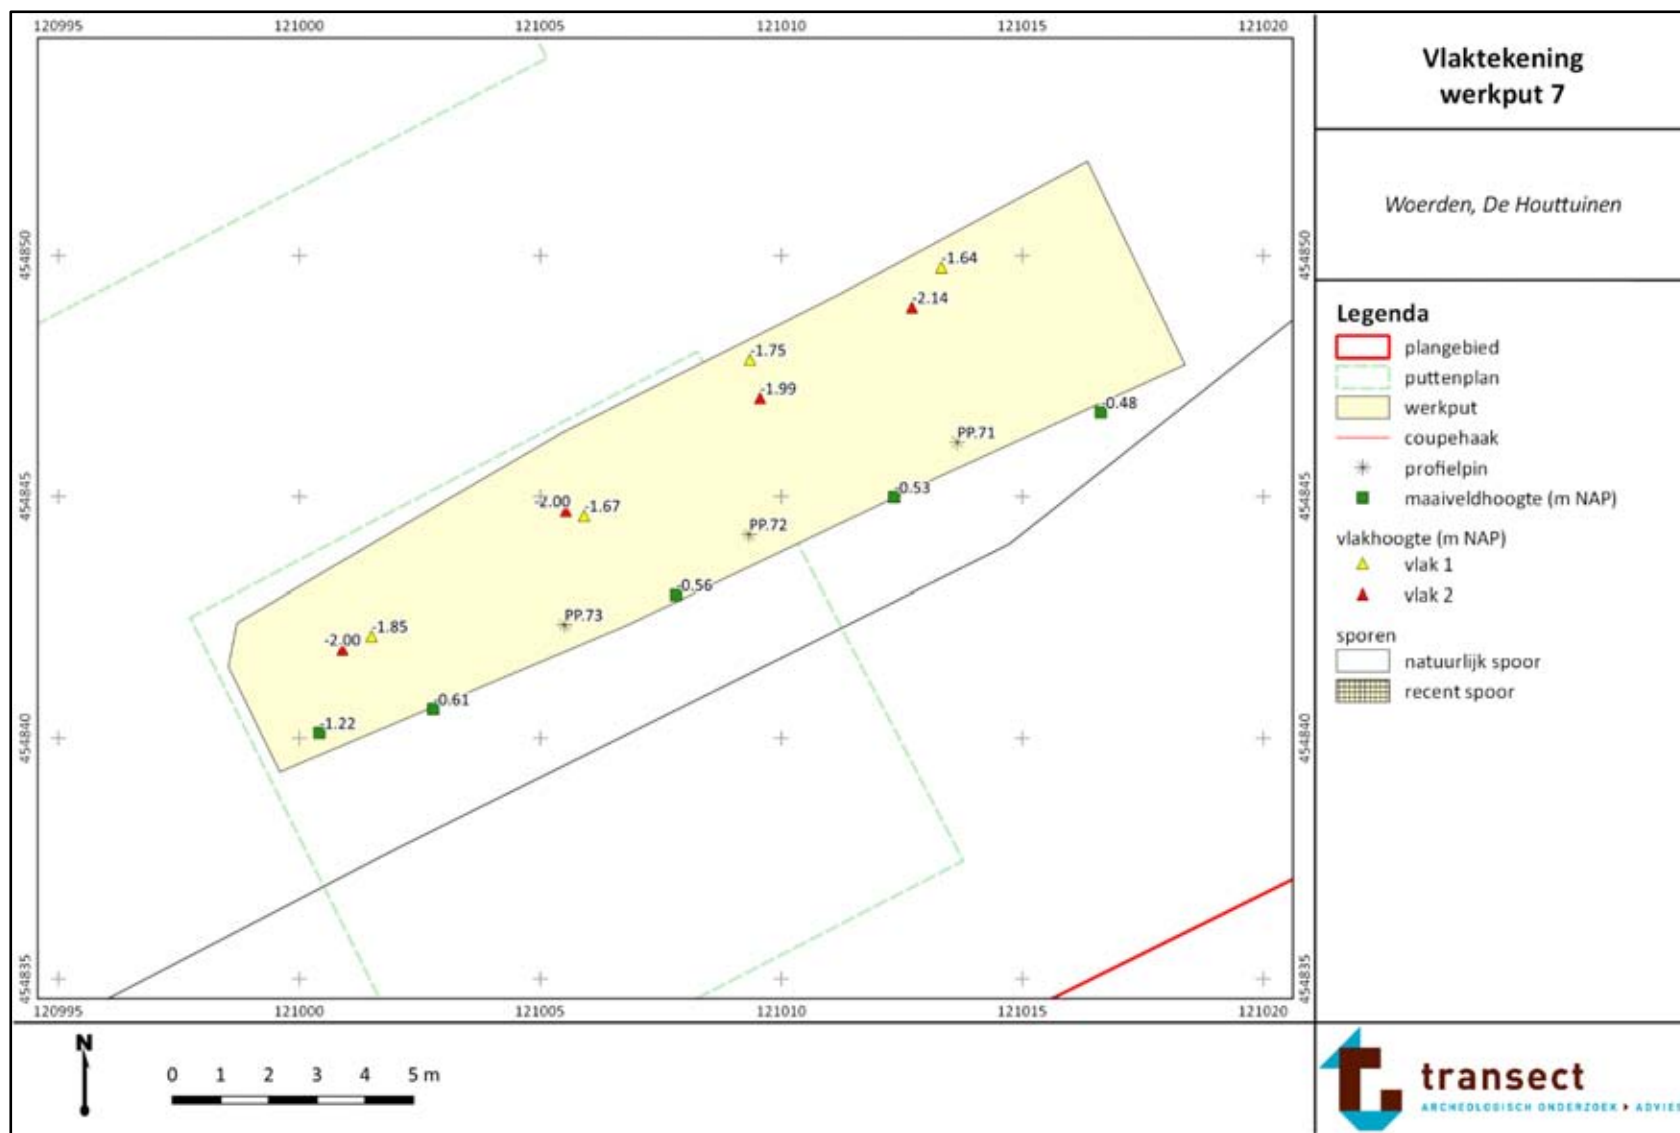 120995 121000 121005 121010 121015 121020
Vlaktekening
werkput 7
Woerden, De Houttuinen
454850 454850
-1.64
-2.14
-1.75
-1.99
-0.48
PP.71
454845 454845
-2.00 -1.67
-0.53
PP.72
-0.56
PP.73
-2.00 -1.85
-0.61
-1.22
454840 454840
454835 454835
120995 121000 121005 121010 121015 121020
Legenda
plangebied
puttenplan
werkput
coupehaak
profielpin
maaiveldhoogte (m NAP)
vlakhoogte (m NAP)
vlak 1
vlak 2
sporen
natuurlijk spoor
recent spoor
N
0 1 2 3 4 5 m
transect
ARCHEOLOGISCH ONDERZOEK ADVIES